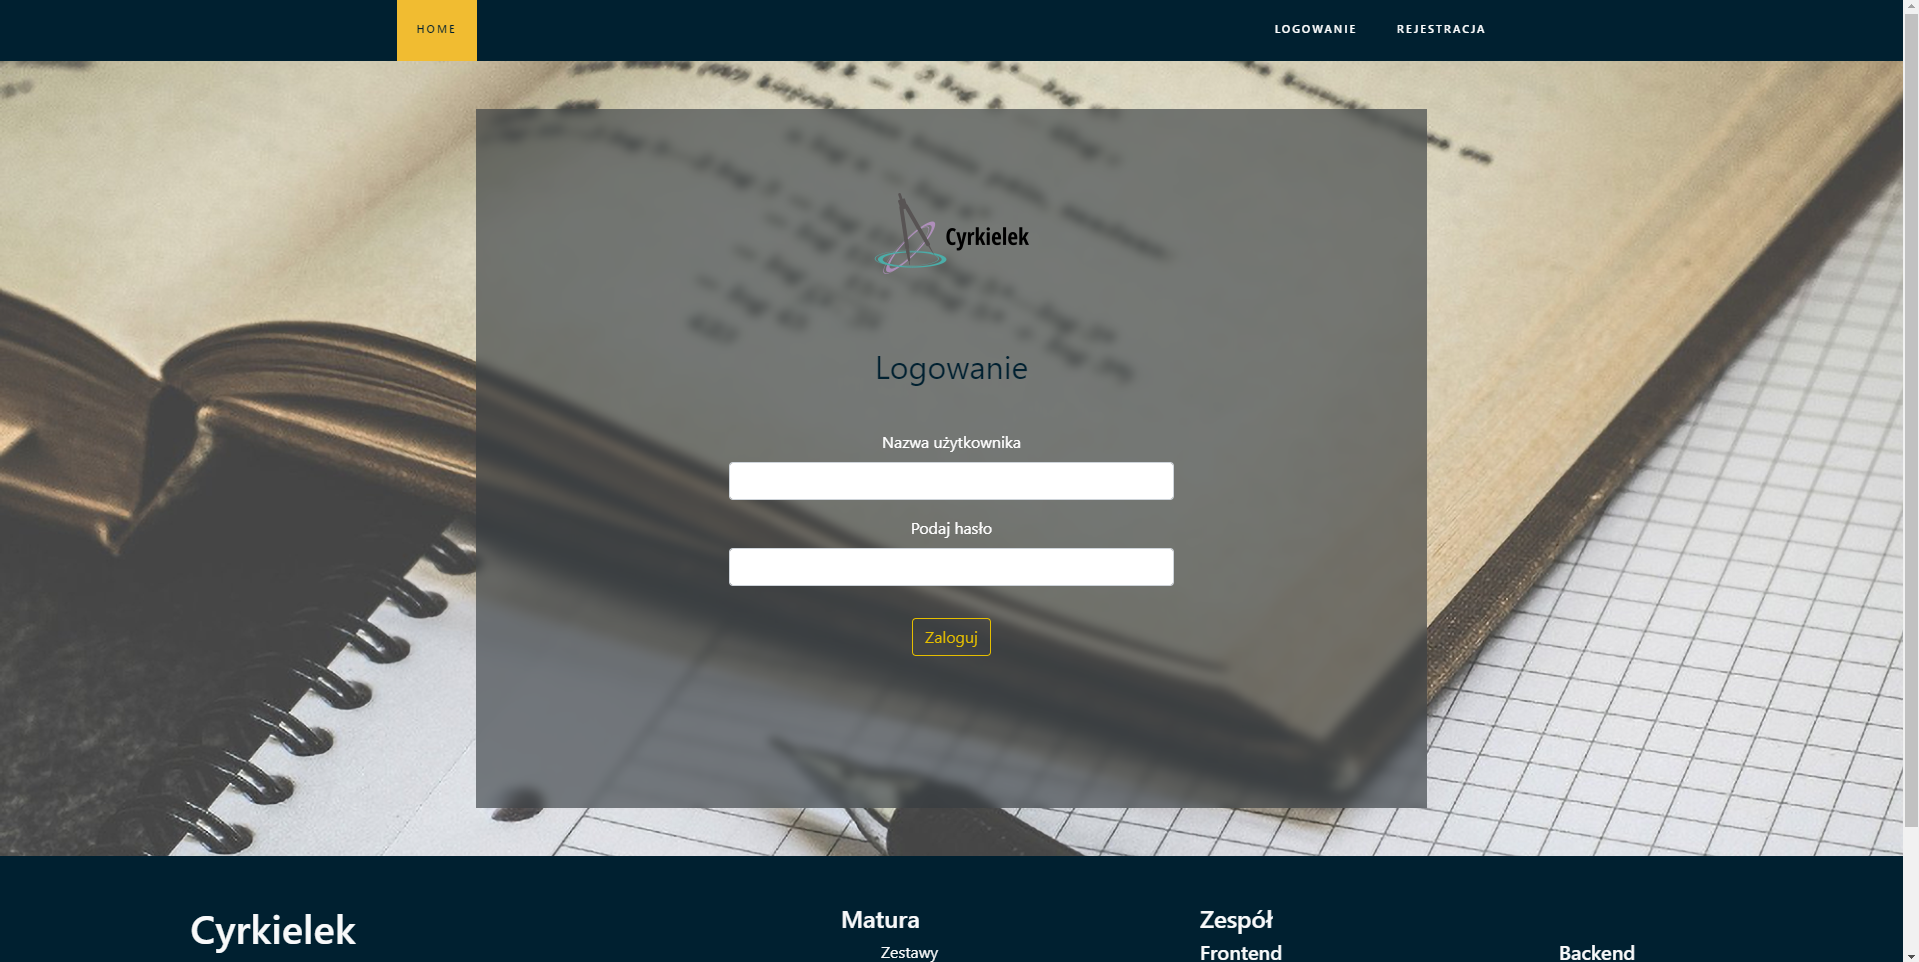 HOME
LOGOWANIE
REJESTRACJA
Cyrkielek
Logowanie
Nazwa użytkownika
Podaj hasło
Zaloguj
Cyrkielek
Matura
Zestawy
Zespół
Frontend
Backend